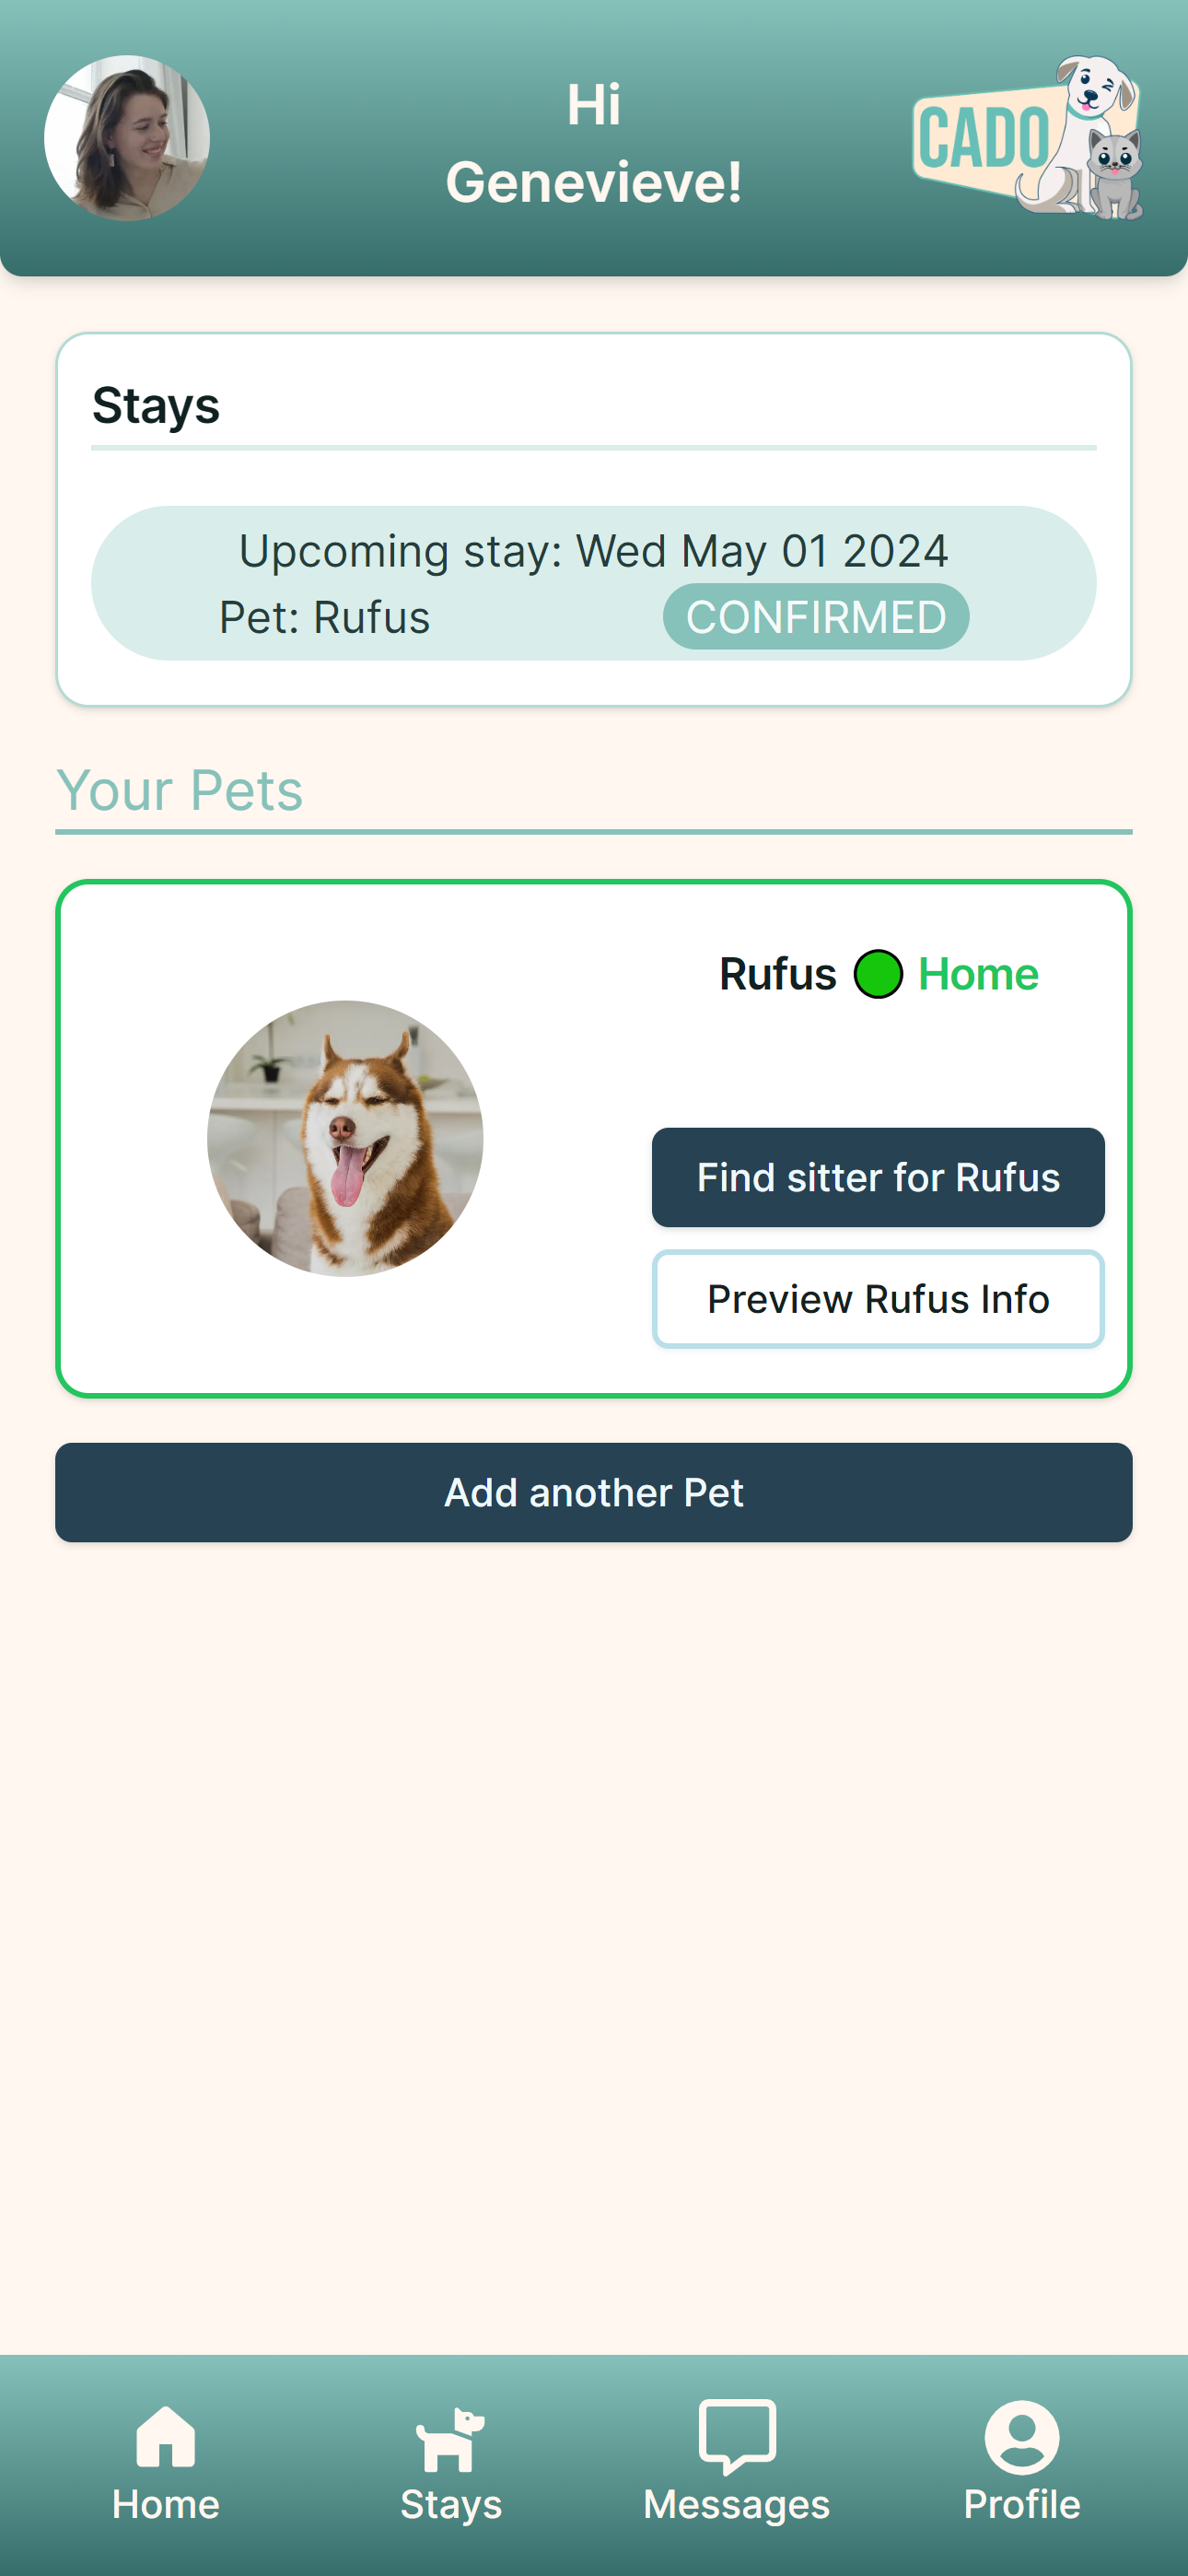 Hi
Genevieve!
CADO
Stays
Upcoming stay: Wed May 01 2024
Pet: Rufus CONFIRMED
Your Pets
Rufus Home
Find sitter for Rufus
Preview Rufus Info
Add another Pet
Home Stays Messages Profile